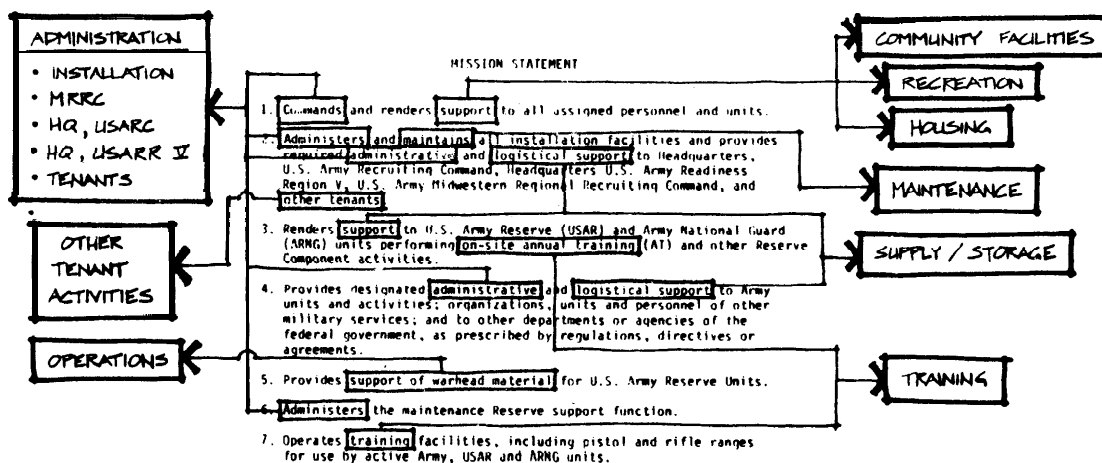 ADMINISTRATION
• INSTALLATION
• MRRC
• HQ, USARC
• HQ, USARR V
• TENANTS
OTHER
TENANT
ACTIVITIES
OPERATIONS
MISSION STATEMENT
1. Commands and renders support to all assigned personnel and units.
2. Administers and maintains all installation facilities and provides
required administrative and logistical support to Headquarters,
U.S. Army Recruiting Command, Headquarters U.S. Army Readiness
Region V, U.S. Army Midwestern Regional Recruiting Command, and
other tenants
3. Renders support to U.S. Army Reserve (USAR) and Army National Guard
(ARNG) units performing on-site annual training (AT) and other Reserve
Component activities.
4. Provides designated administrative and logistical support to Army
units and activities; organizations, units and personnel of other
military services; and to other departments or agencies of the
federal government, as prescribed by regulations, directives or
agreements.
5. Provides support of warhead material for U.S. Army Reserve Units.
6. Administers the maintenance Reserve support function.
7. Operates training facilities, including pistol and rifle ranges
for use by active Army, USAR and ARNG units.
COMMUNITY FACILITIES
RECREATION
HOUSING
MAINTENANCE
SUPPLY / STORAGE
TRAINING